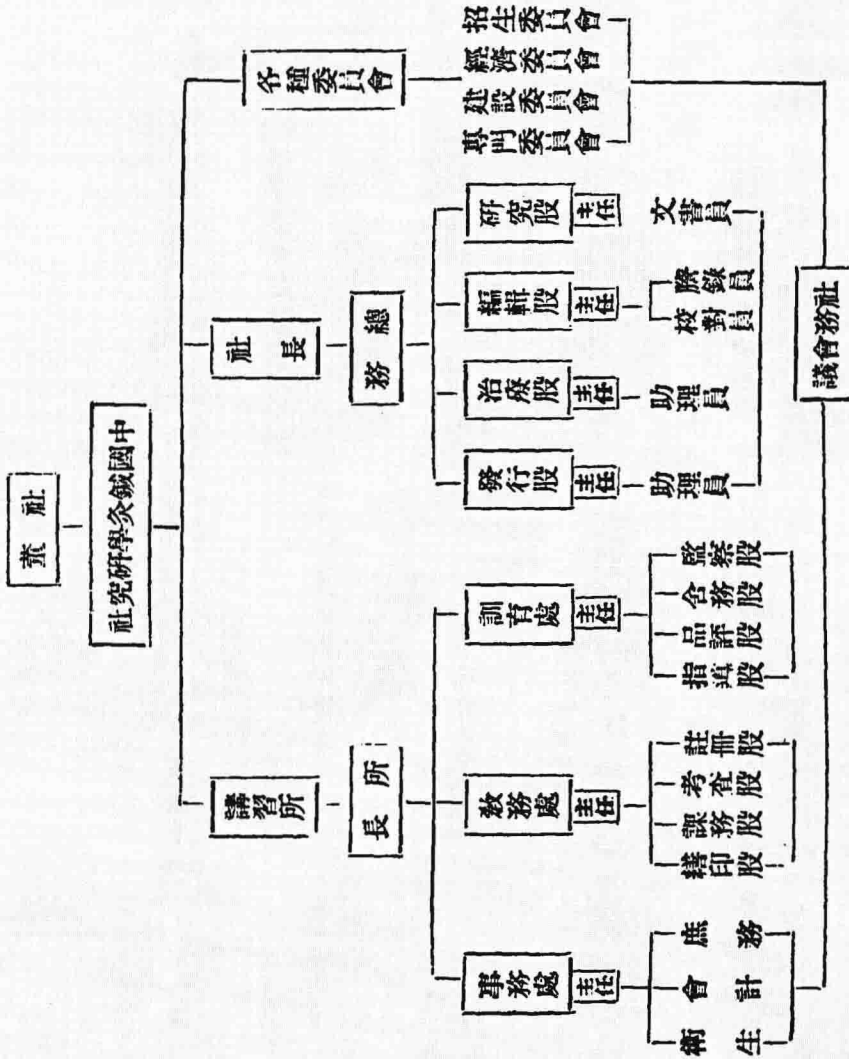 社董
中國鍼灸學研究社
各種委員會
社長
講習所
總務
所長
招生委員會
經濟委員會
建設委員會
專門委員會
研究股
主任
文書員
編輯股
主任
謄錄員
校對員
治療股
主任
助理員
發行股
主任
助理員
訓育處
主任
監察股
舍務股
品評股
指導股
教務處
主任
註冊股
考查股
課務股
繕印股
事務處
主任
庶務
會計
衛生
社務會議